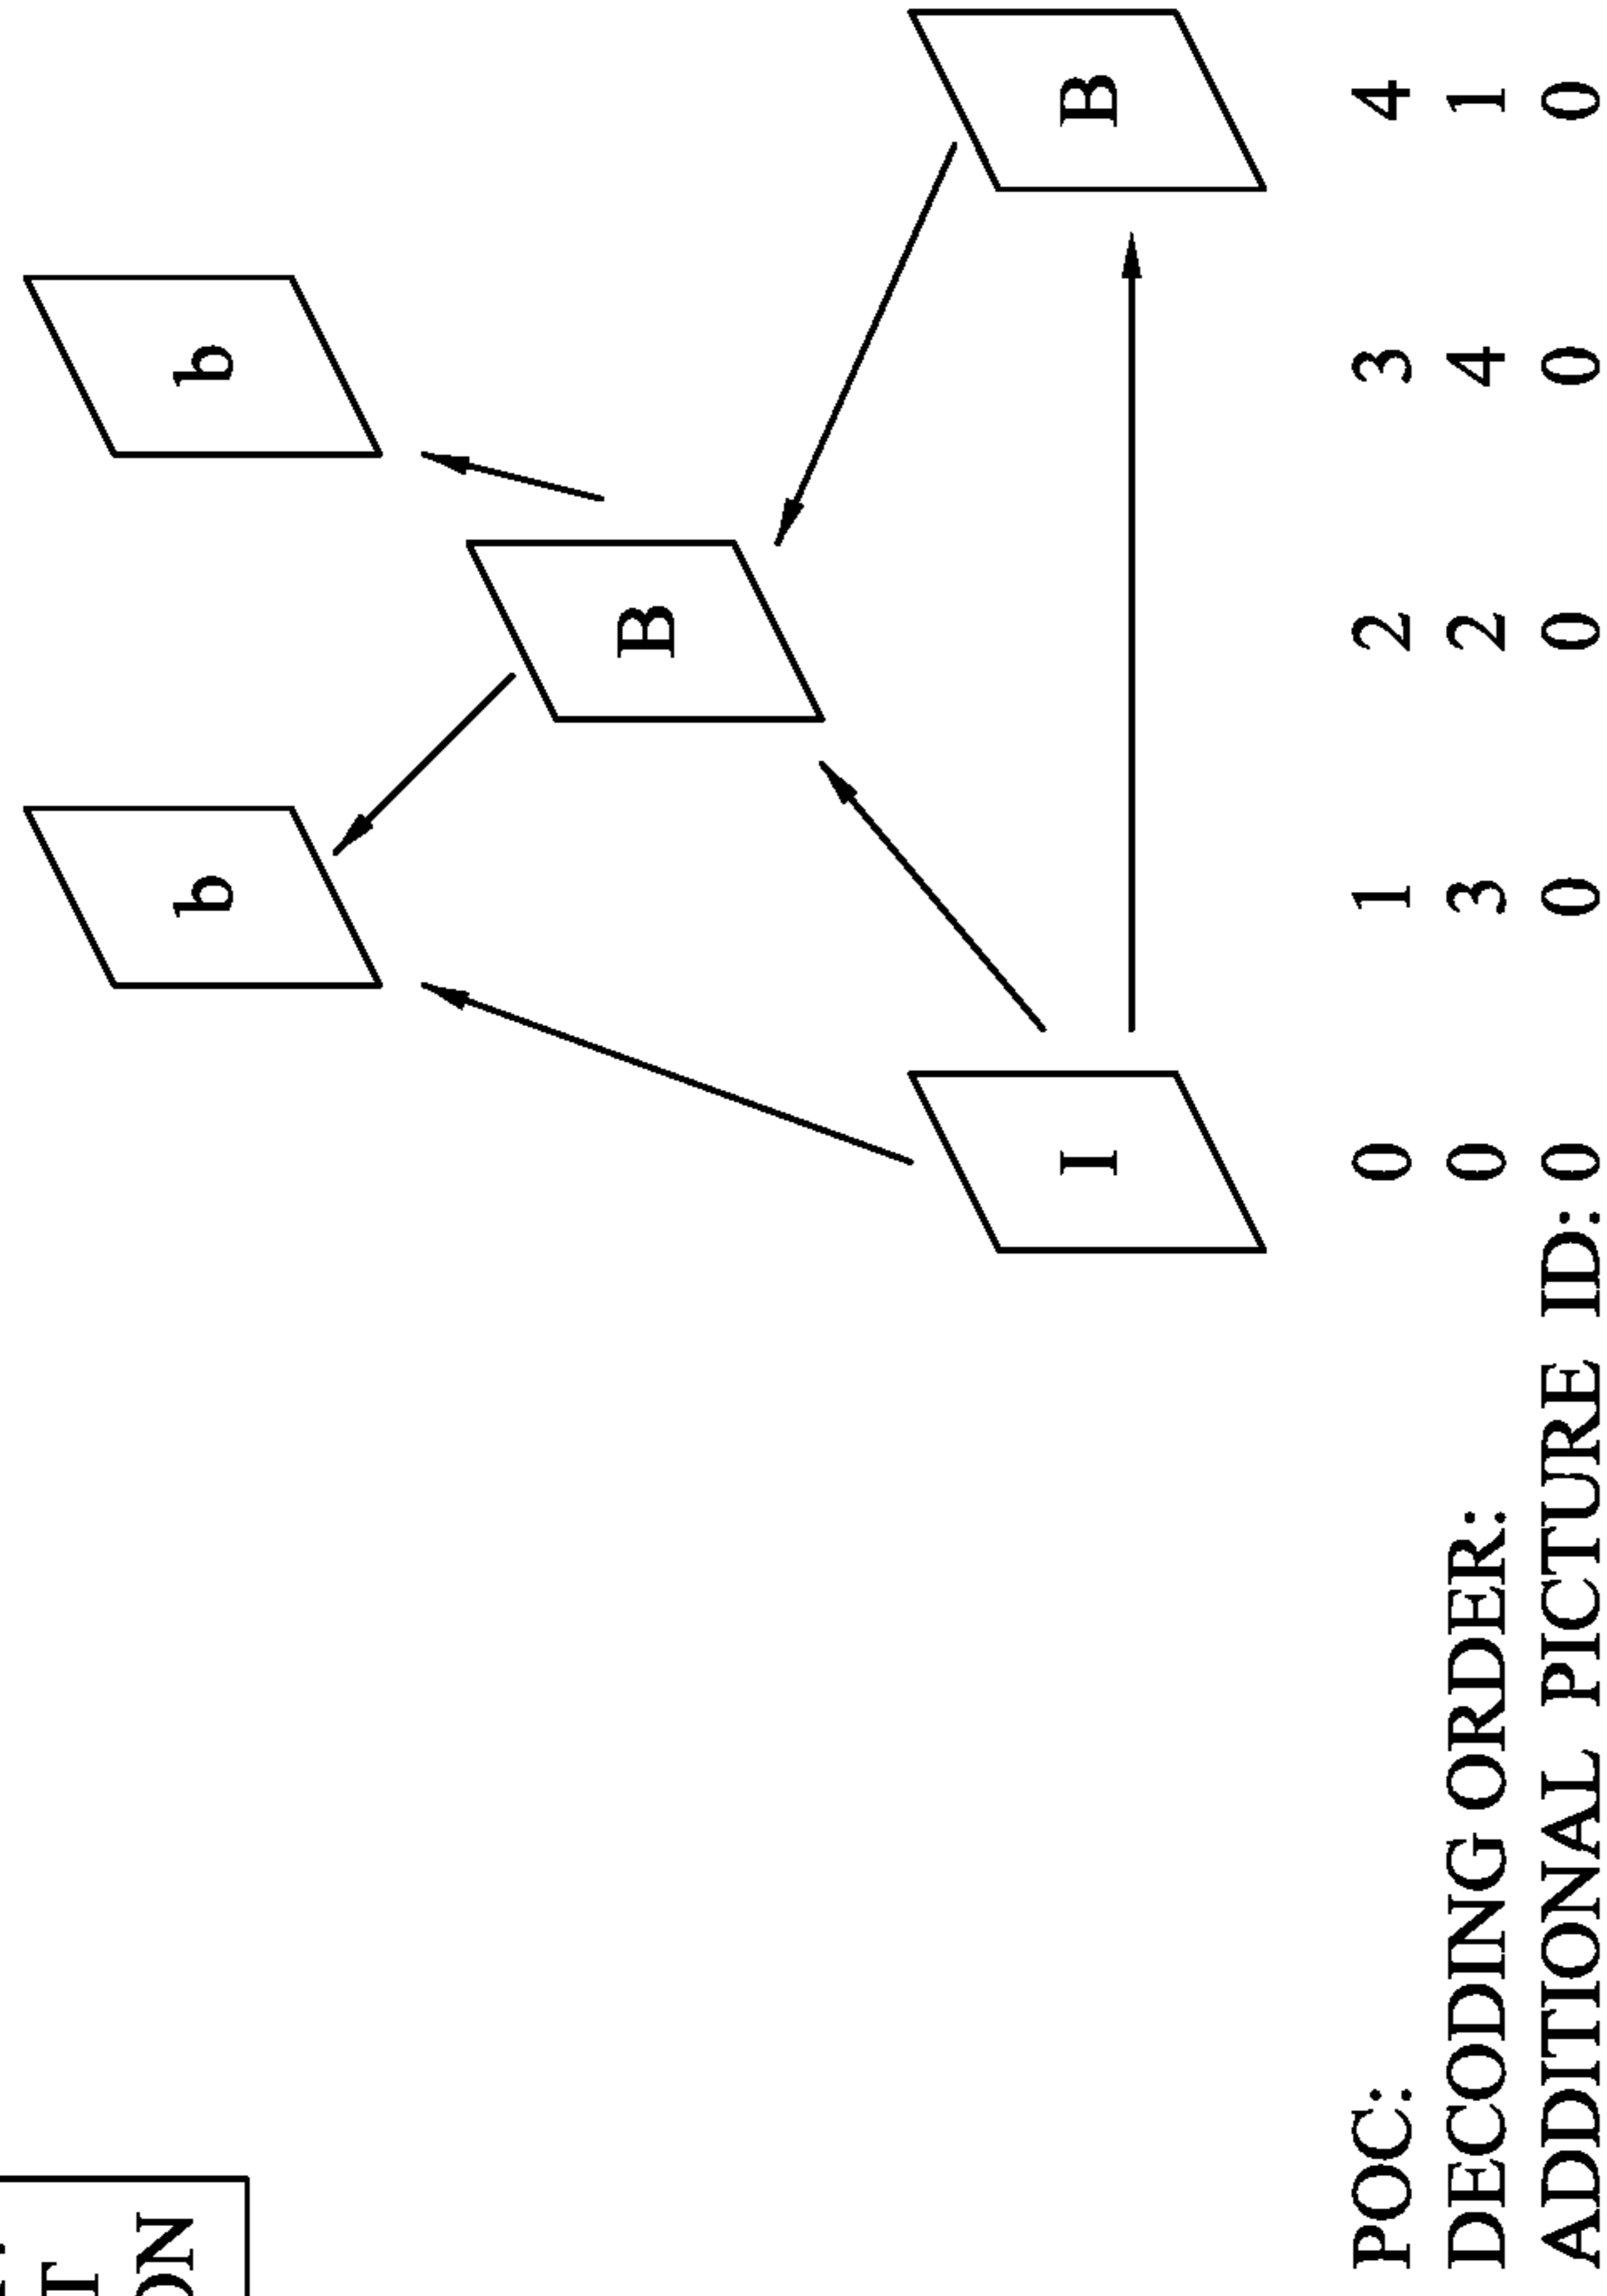 b b
B
I B
POC: 0 1 2 3 4
DECODING ORDER: 0 3 2 4 1
ADDITIONAL PICTURE ID: 0 0 0 0 0